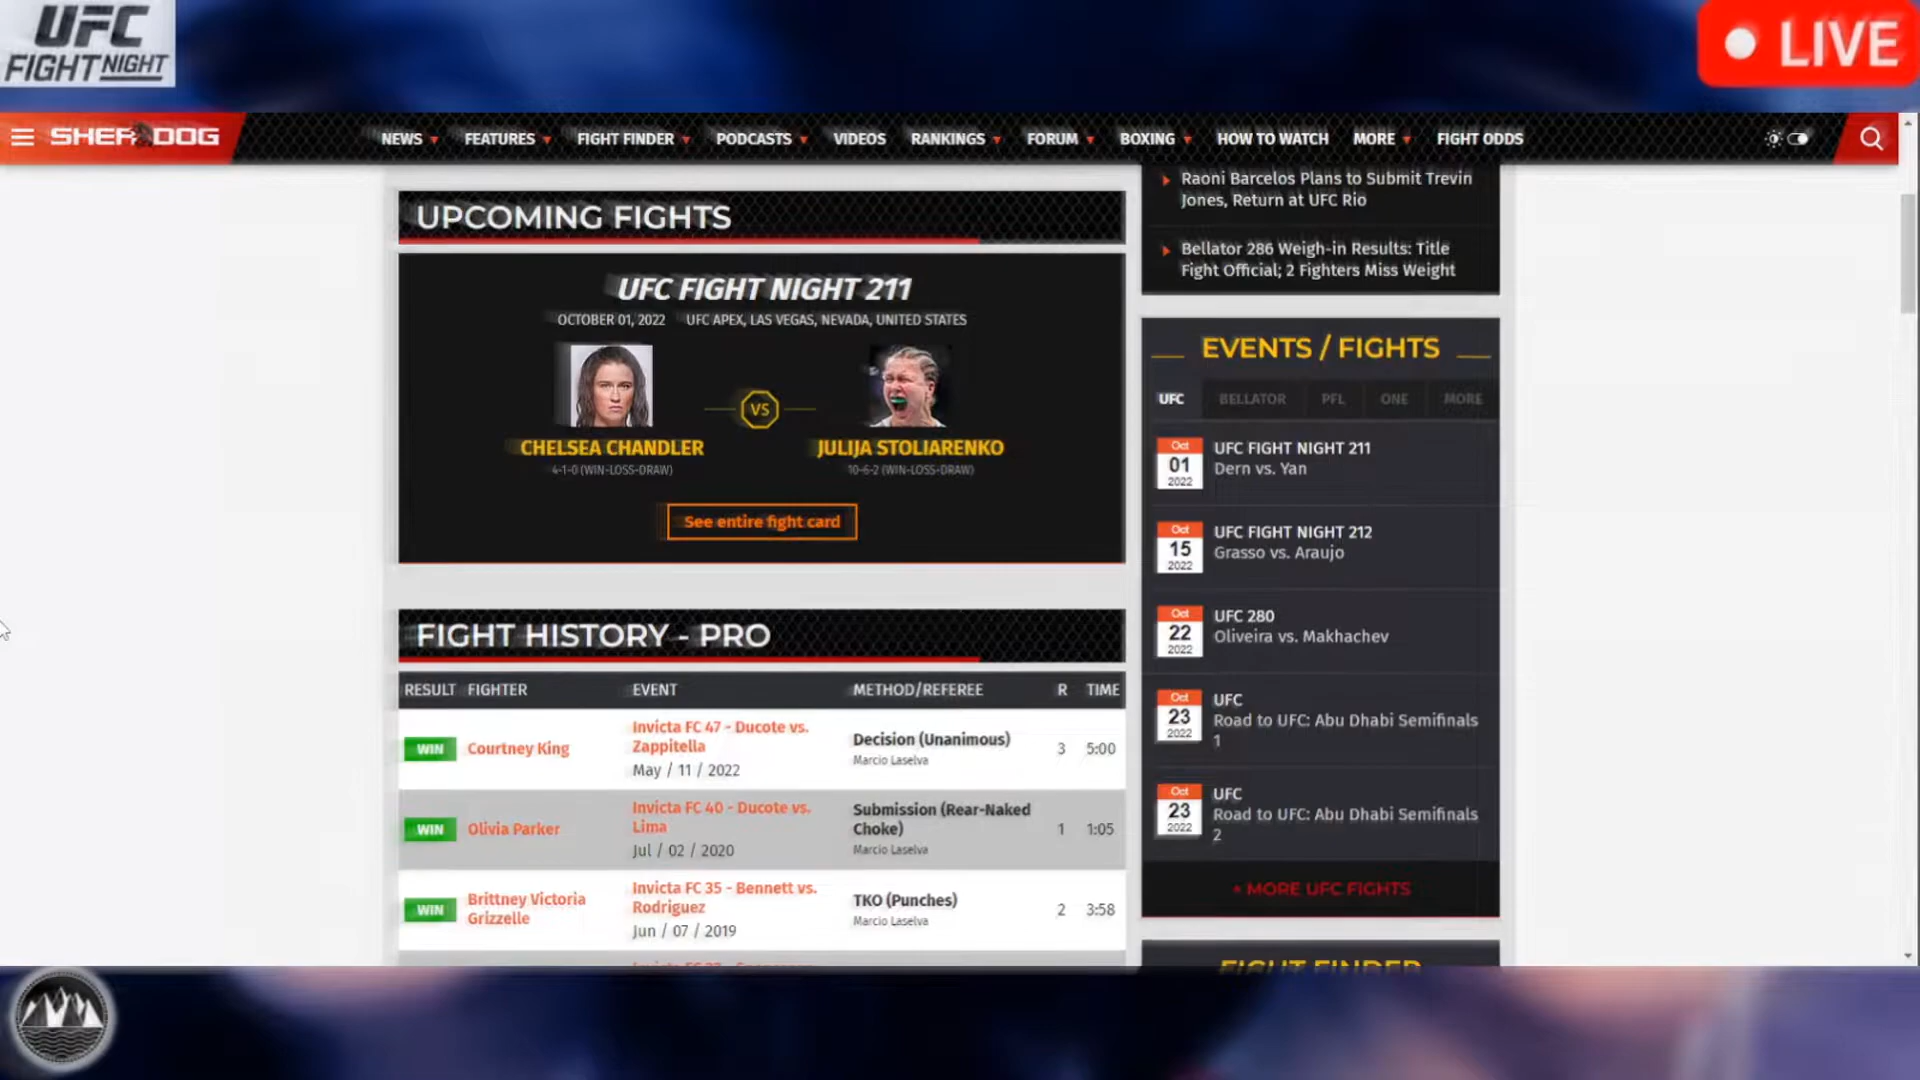 UFC
FIGHT NIGHT
LIVE
SHERDOG
NEWS
FEATURES
FIGHT FINDER
PODCASTS
VIDEOS
RANKINGS
FORUM
BOXING
HOW TO WATCH
MORE
FIGHT ODDS
UPCOMING FIGHTS
UFC FIGHT NIGHT 211
OCTOBER 01, 2022 UFC APEX, LAS VEGAS, NEVADA, UNITED STATES
VS
CHELSEA CHANDLER
4-1-0 (WIN-LOSS-DRAW)
JULIJA STOLIARENKO
10-6-2 (WIN-LOSS-DRAW)
See entire fight card
FIGHT HISTORY - PRO
RESULT FIGHTER EVENT METHOD/REFEREE R TIME
WIN
Courtney King
Invicta FC 47 - Ducote vs.
Zappitella
May / 11 / 2022
Decision (Unanimous)
Marcio Laselva
3
5:00
WIN
Olivia Parker
Invicta FC 40 - Ducote vs.
Lima
Jul / 02 / 2020
Submission (Rear-Naked
Choke)
Marcio Laselva
1
1:05
WIN
Brittney Victoria
Grizzelle
Invicta FC 35 - Bennett vs.
Rodriguez
Jun / 07 / 2019
TKO (Punches)
Marcio Laselva
2
3:58
Raoni Barcelos Plans to Submit Trevin
Jones, Return at UFC Rio
Bellator 286 Weigh-in Results: Title
Fight Official; 2 Fighters Miss Weight
EVENTS / FIGHTS
UFC
BELLATOR
PFL
ONE
MORE
Oct
01
2022
UFC FIGHT NIGHT 211
Dern vs. Yan
Oct
15
2022
UFC FIGHT NIGHT 212
Grasso vs. Araujo
Oct
22
2022
UFC 280
Oliveira vs. Makhachev
Oct
23
2022
UFC
Road to UFC: Abu Dhabi Semifinals
1
Oct
23
2022
UFC
Road to UFC: Abu Dhabi Semifinals
2
+ MORE UFC FIGHTS
FIGHT FINDER